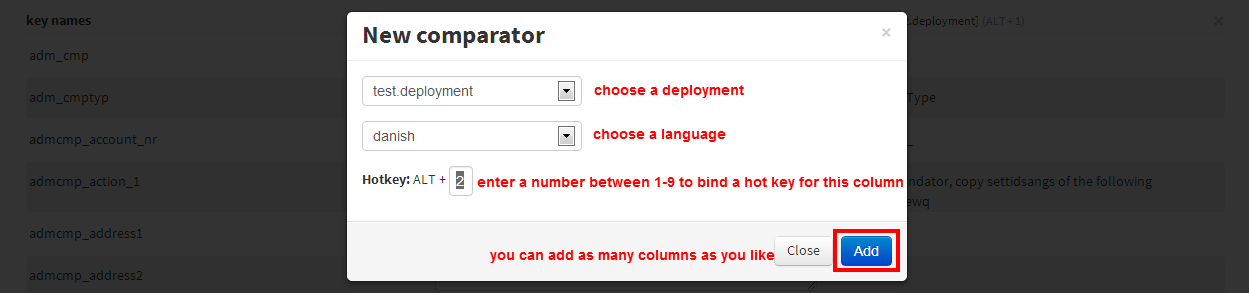 key names
.deployment] (ALT + 1) ×
adm_cmp
adm_cmptyp
Type
admcmp_account_nr
admcmp_action_1
ndator, copy settidsangs of the following
ewq
admcmp_address1
admcmp_address2
New comparator ×
test.deployment choose a deployment
danish choose a language
Hotkey: ALT + 2 enter a number between 1-9 to bind a hot key for this column
you can add as many columns as you like Close Add